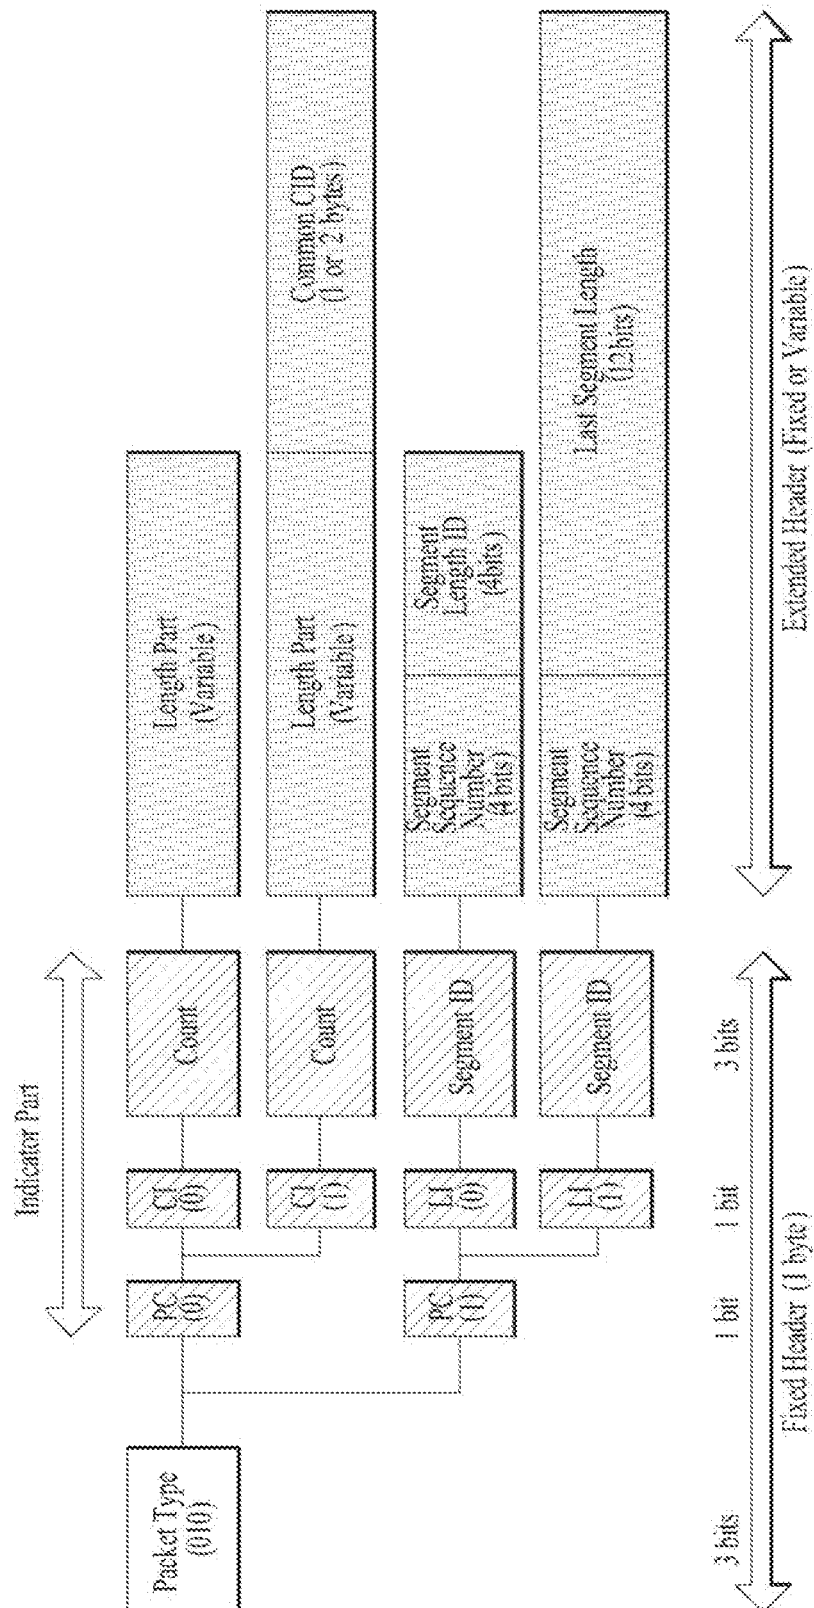 Indicator Part
Packet Type
(010)
PC
(0)
CI
(0)
Count
Length Part
(Variable)
CI
(1)
Count
Length Part
(Variable)
Common CID
(1 or 2 bytes)
PC
(1)
LI
(0)
Segment ID
Segment
Sequence
Number
(4 bits)
Segment
Length ID
(4bits)
LI
(1)
Segment ID
Segment
Sequence
Number
(4 bits)
Last Segment Length
(12bits)
3 bits
1 bit
1 bit
3 bits
Fixed Header (1 byte)
Extended Header (Fixed or Variable)